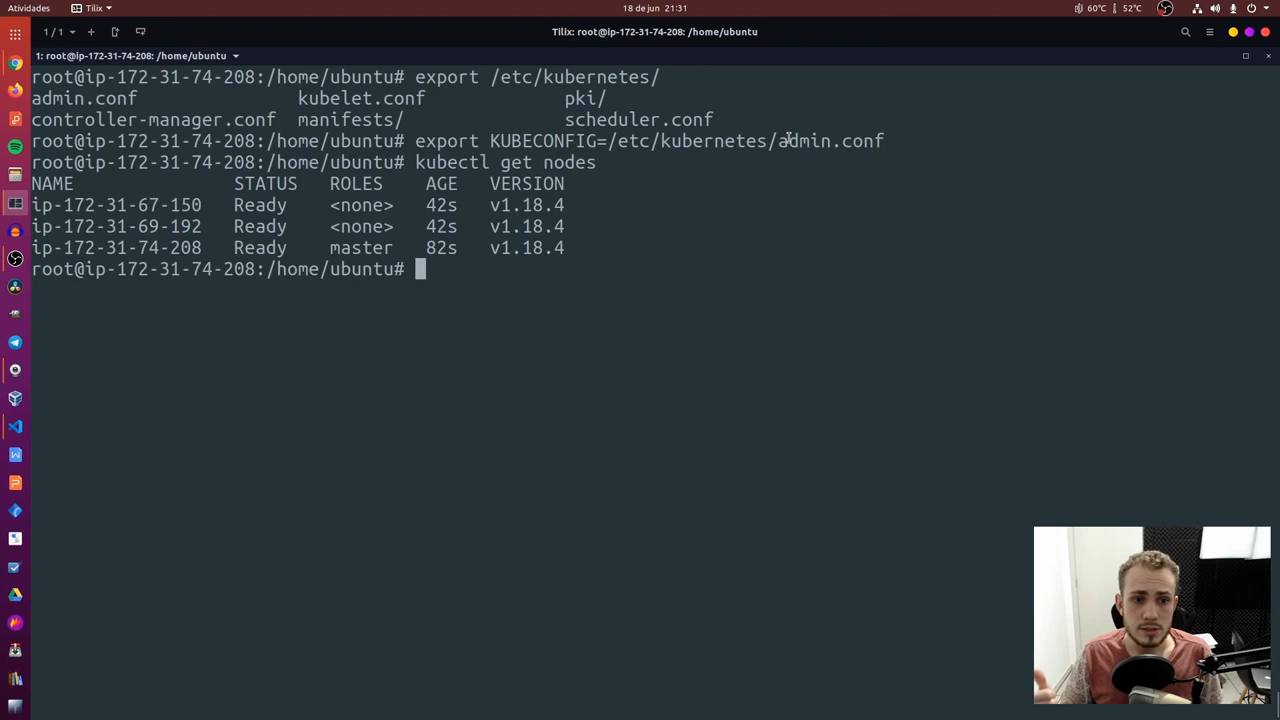 Atividades Tilix 18 de jun 21:31 60°C 52°C
1 / 1 Tilix: root@ip-172-31-74-208: /home/ubuntu
1: root@ip-172-31-74-208: /home/ubuntu
root@ip-172-31-74-208:/home/ubuntu# export /etc/kubernetes/
admin.conf kubelet.conf pki/
controller-manager.conf manifests/ scheduler.conf
root@ip-172-31-74-208:/home/ubuntu# export KUBECONFIG=/etc/kubernetes/admin.conf
root@ip-172-31-74-208:/home/ubuntu# kubectl get nodes
NAME STATUS ROLES AGE VERSION
ip-172-31-67-150 Ready <none> 42s v1.18.4
ip-172-31-69-192 Ready <none> 42s v1.18.4
ip-172-31-74-208 Ready master 82s v1.18.4
root@ip-172-31-74-208:/home/ubuntu#